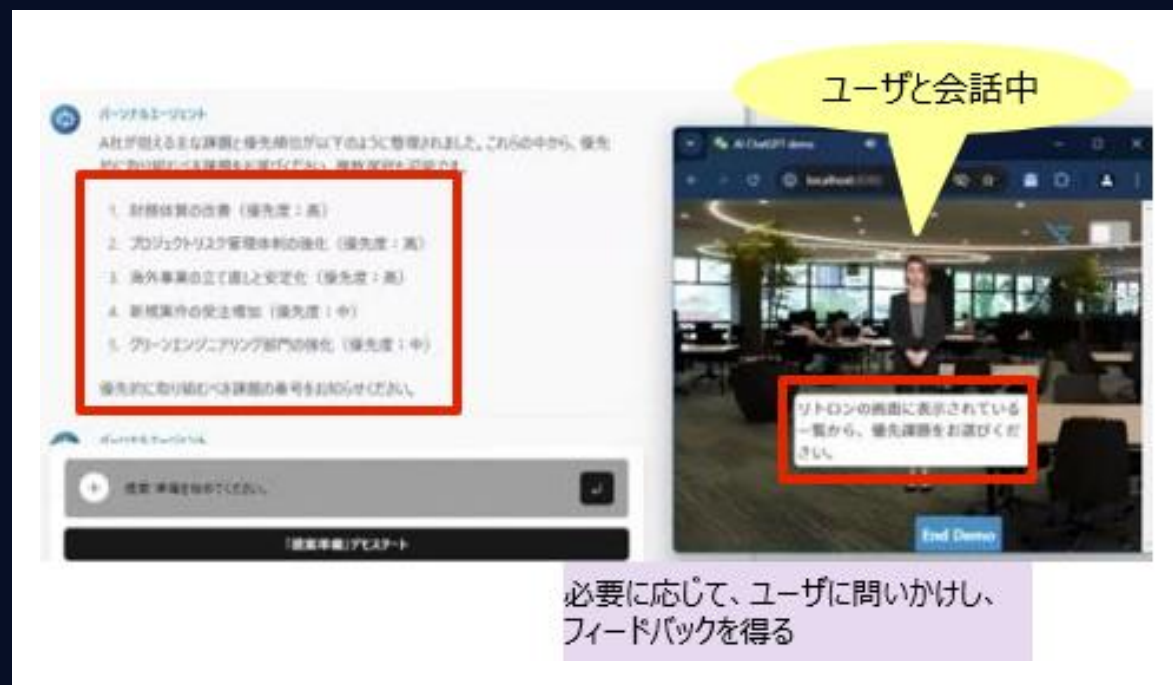 ユーザと会話中
パーソナルエージェント
A社が抱える主な課題と優先順位が以下のように整理されました。これらの中から、優先
的に取り組むべき課題をお選びください。複数選択も可能です。
1. 財務体質の改善（優先度：高）
2. プロジェクトリスク管理体制の強化（優先度：高）
3. 海外事業の立て直しと安定化（優先度：高）
4. 新規案件の受注増加（優先度：中）
5. グリーンエンジニアリング部門の強化（優先度：中）
優先的に取り組むべき課題の番号をお知らせください。
パーソナルエージェント
提案準備を始めてください。
「提案準備」デモスタート
AI ChatGPT demo
localhost
リトロンの画面に表示されている
一覧から、優先課題をお選びくだ
さい。
End Demo
必要に応じて、ユーザに問いかけし、
フィードバックを得る